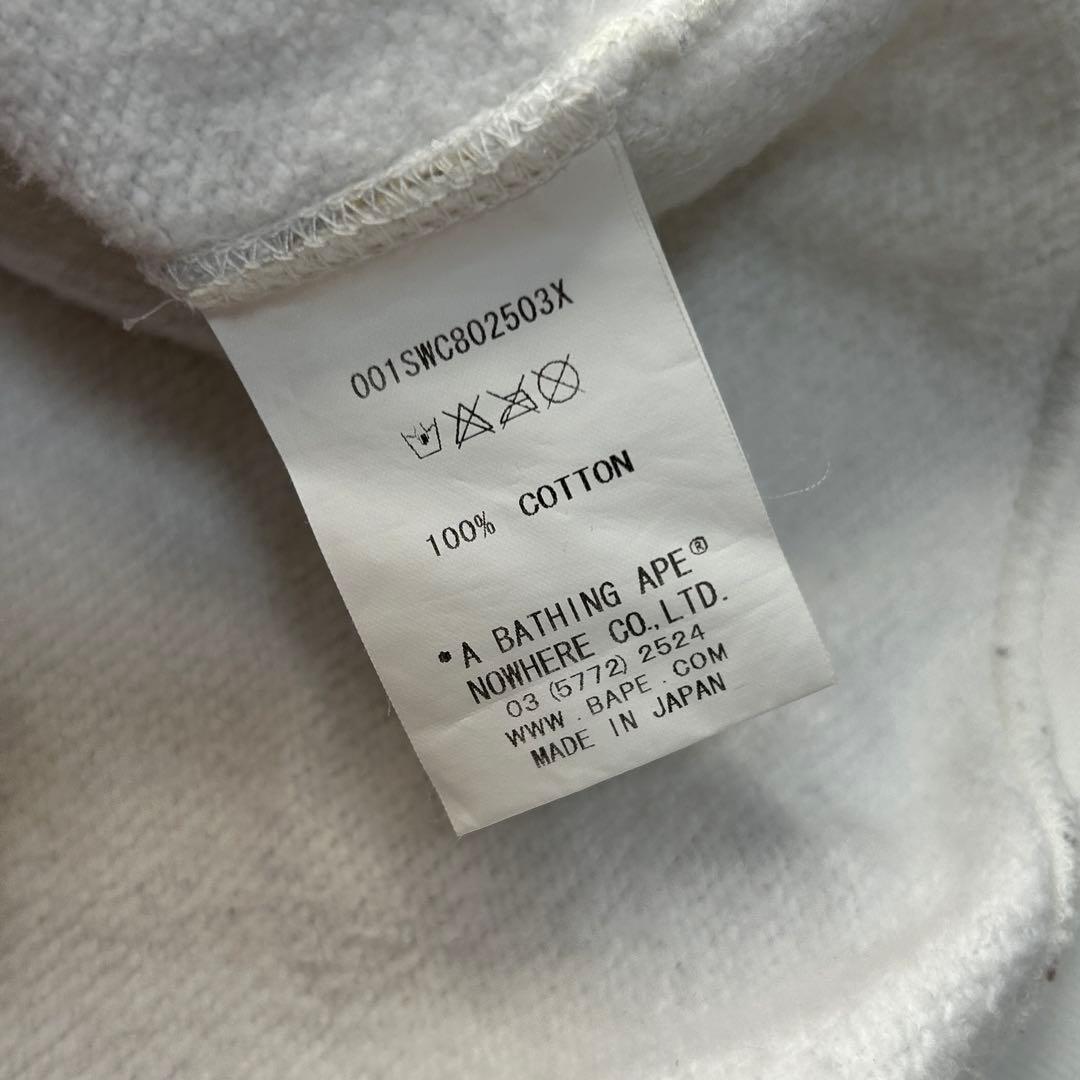 001SWC802503X
100% COTTON
*A BATHING APE®
NOWHERE CO.,LTD.
03 (5772) 2524
WWW.BAPE.COM
MADE IN JAPAN